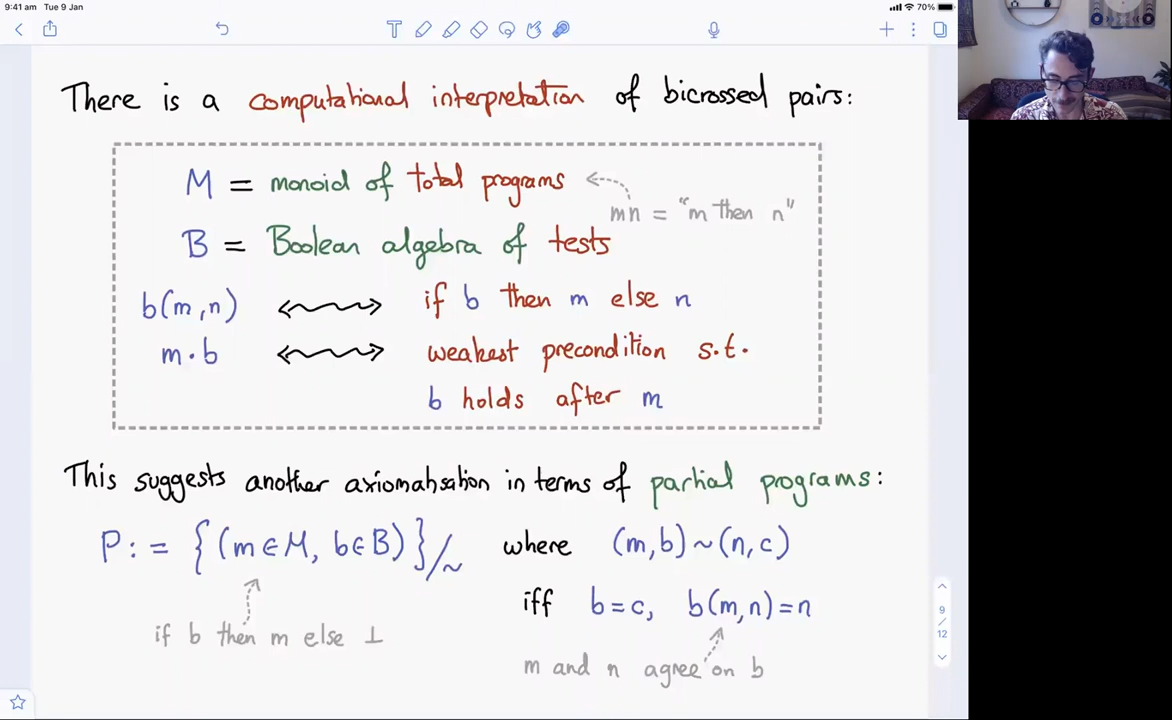 9:41 am Tue 9 Jan
70%
There is a computational interpretation of bicrossed pairs:
M = monoid of total programs
mn = "m then n"
B = Boolean algebra of tests
b(m,n) ⟷ if b then m else n
m·b ⟷ weakest precondition s.t.
b holds after m
This suggests another axiomatisation in terms of partial programs:
P := {(m∈M, b∈B)}/~ where (m,b)~(n,c)
iff b=c, b(m,n)=n
if b then m else ⊥
m and n agree on b
9
/
12